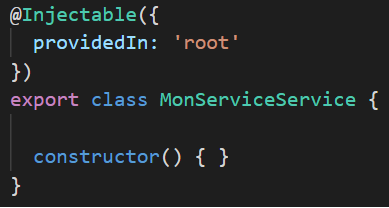 @Injectable({
  providedIn: 'root'
})
export class MonServiceService {

  constructor() { }
}